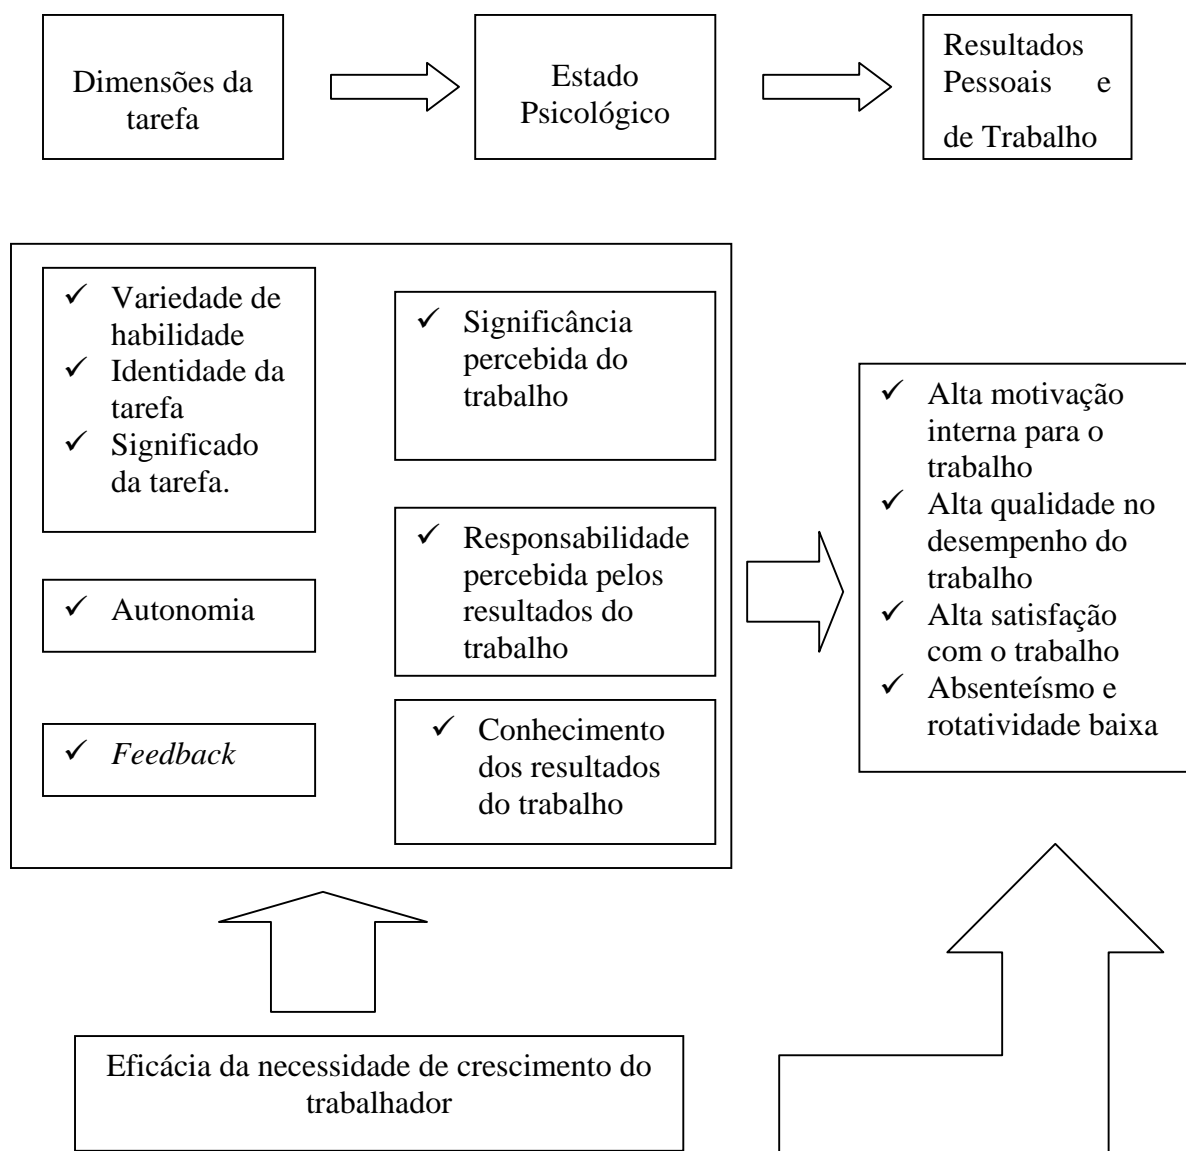 Dimensões da
tarefa
Estado
Psicológico
Resultados
Pessoais e
de Trabalho
Variedade de
habilidade
Identidade da
tarefa
Significado
da tarefa.
Autonomia
Feedback
Significância
percebida do
trabalho
Responsabilidade
percebida pelos
resultados do
trabalho
Conhecimento
dos resultados
do trabalho
Alta motivação
interna para o
trabalho
Alta qualidade no
desempenho do
trabalho
Alta satisfação
com o trabalho
Absenteísmo e
rotatividade baixa
Eficácia da necessidade de crescimento do
trabalhador